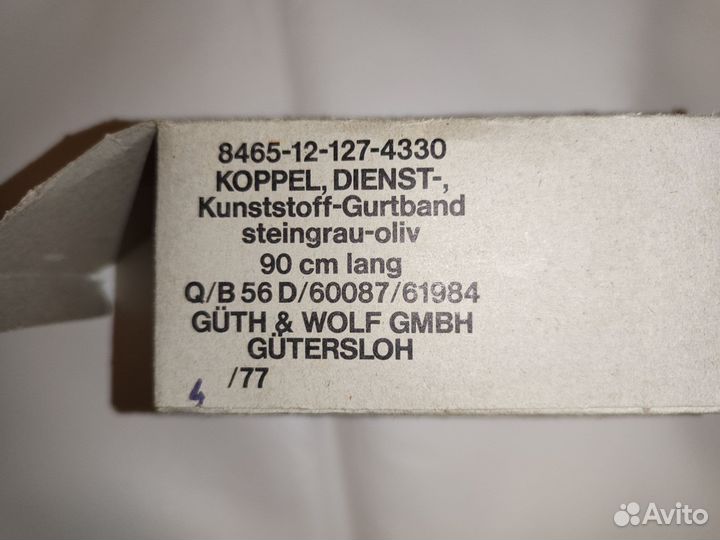 8465-12-127-4330
KOPPEL, DIENST-,
Kunststoff-Gurtband
steingrau-oliv
90 cm lang
Q/B 56 D/60087/61984
GÜTH & WOLF GMBH
GÜTERSLOH
4 /77
Avito